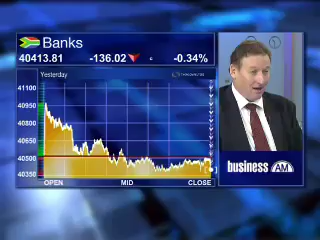 Banks
40413.81 -136.02 -0.34%
Yesterday
41100
40950
40800
40650
40500
40350
OPEN MID CLOSE
business AM